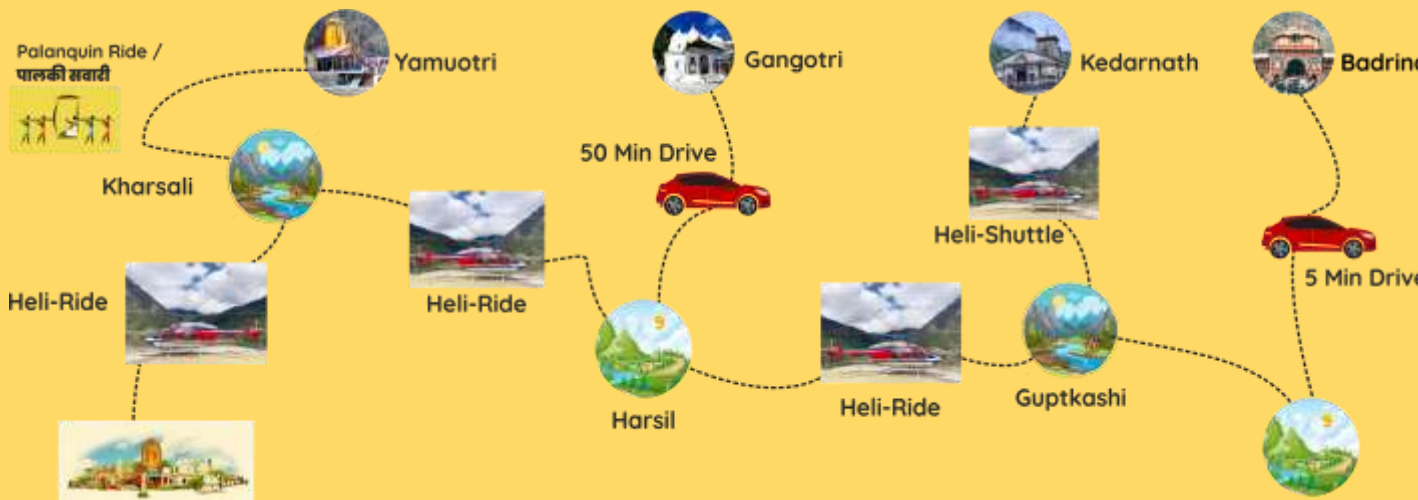 Palanquin Ride /
पालकी सवारी
Yamuotri
Gangotri
Kedarnath
Badrina
50 Min Drive
Kharsali
Heli-Shuttle
Heli-Ride
Heli-Ride
5 Min Drive
Heli-Ride
Guptkashi
Harsil